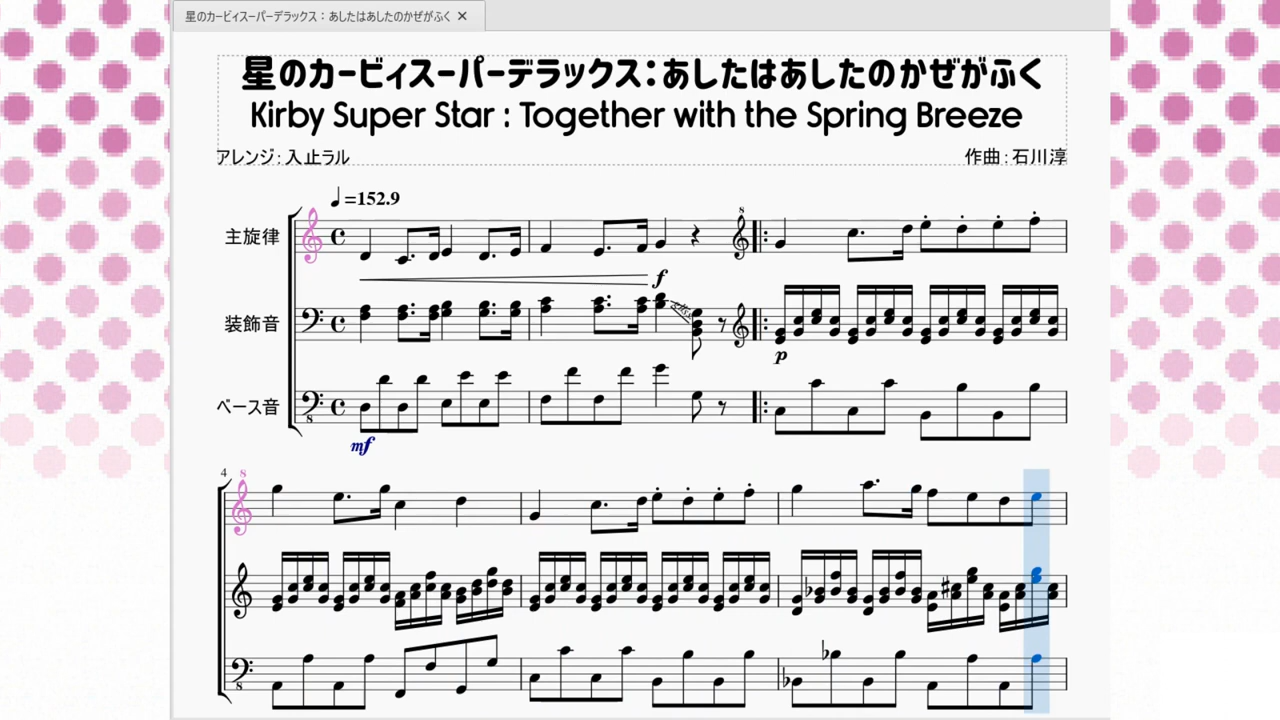 星のカービィスーパーデラックス：あしたはあしたのかぜがふく ✕
星のカービィスーパーデラックス：あしたはあしたのかぜがふく
Kirby Super Star : Together with the Spring Breeze
アレンジ：入止ラル
作曲：石川淳
=152.9
8
主旋律
f
装飾音
p
ベース音
8
mf
4
8
8